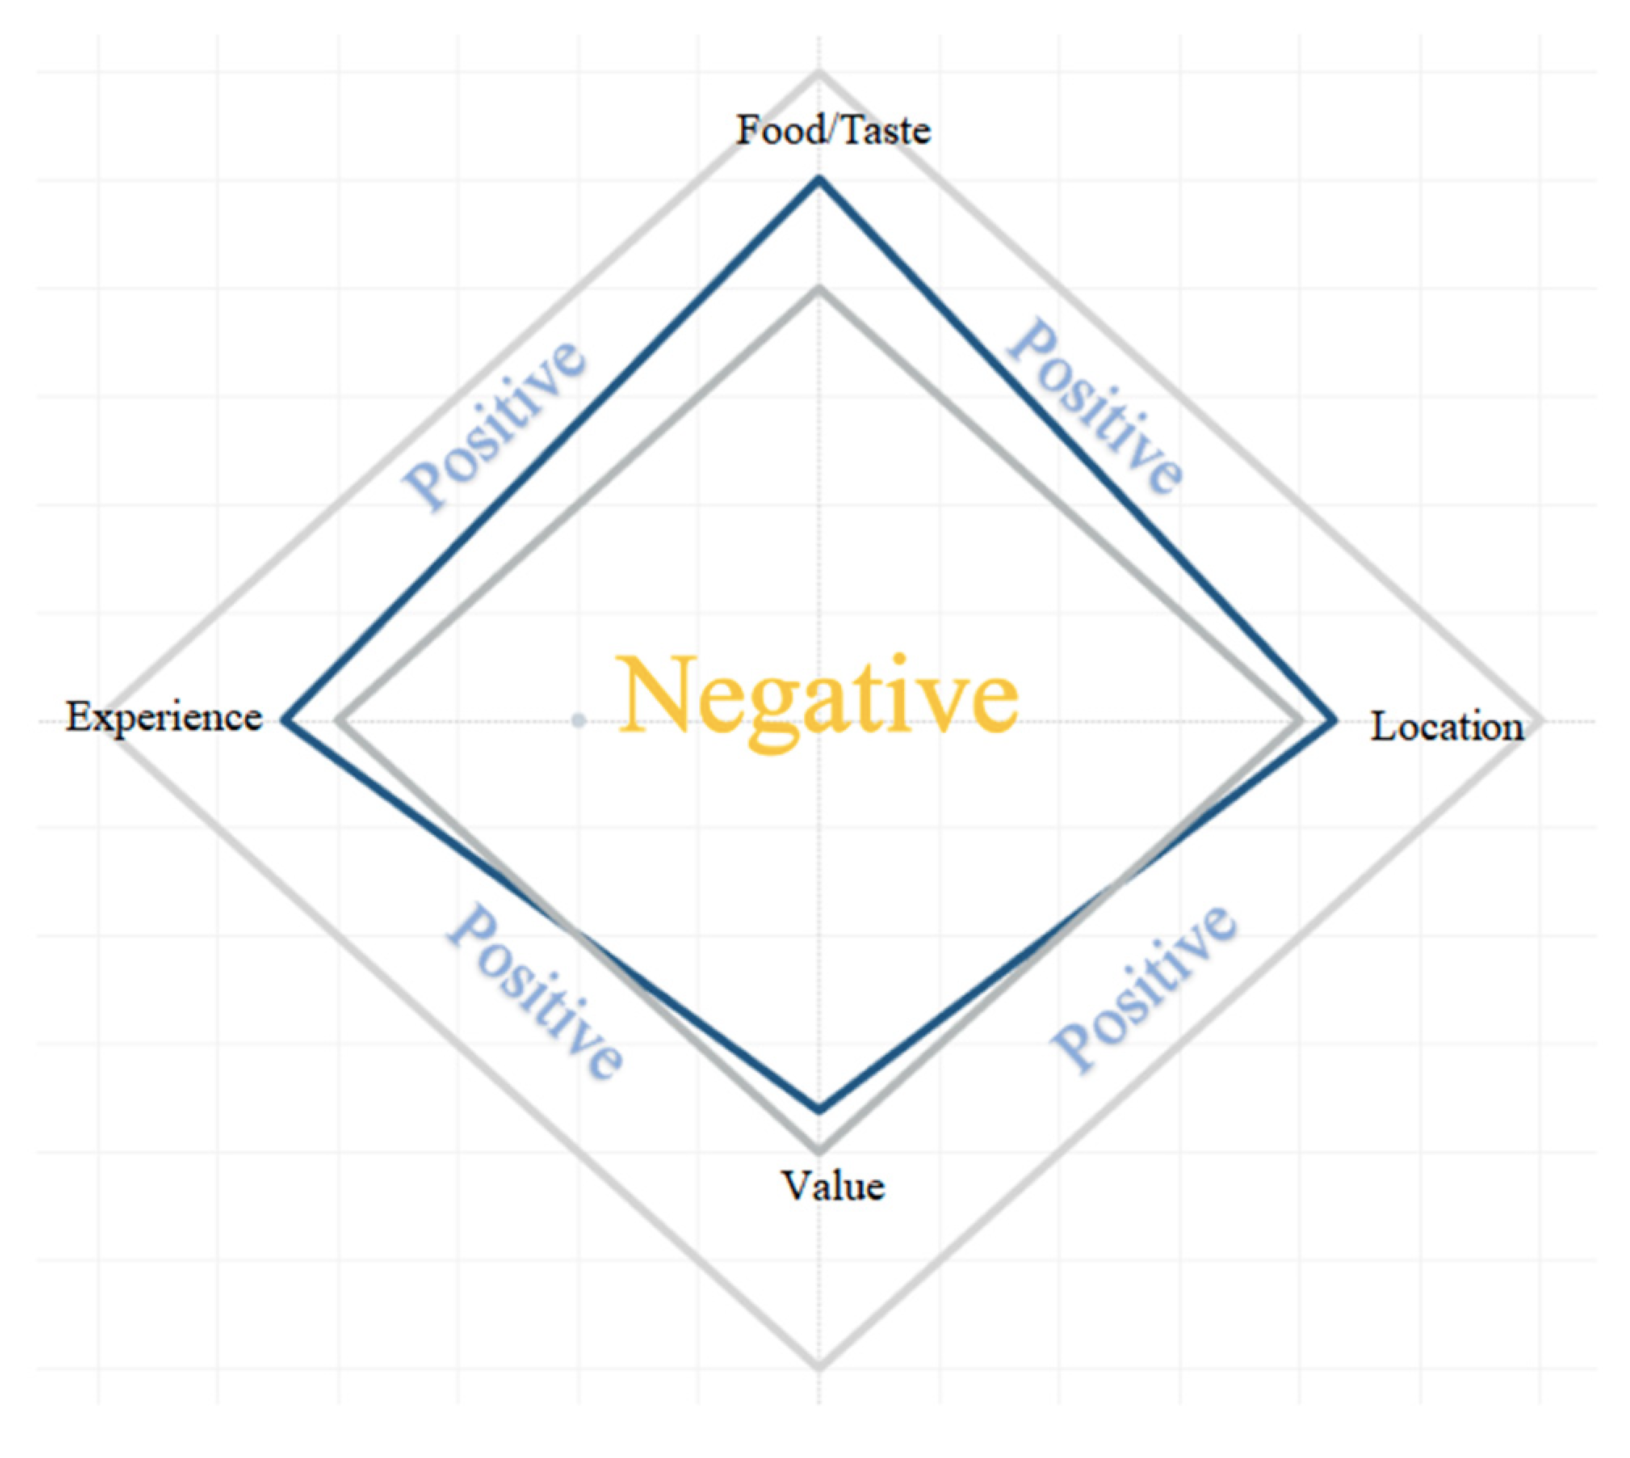 Food/Taste
Positive
Positive
Negative
Experience
Location
Positive
Positive
Value